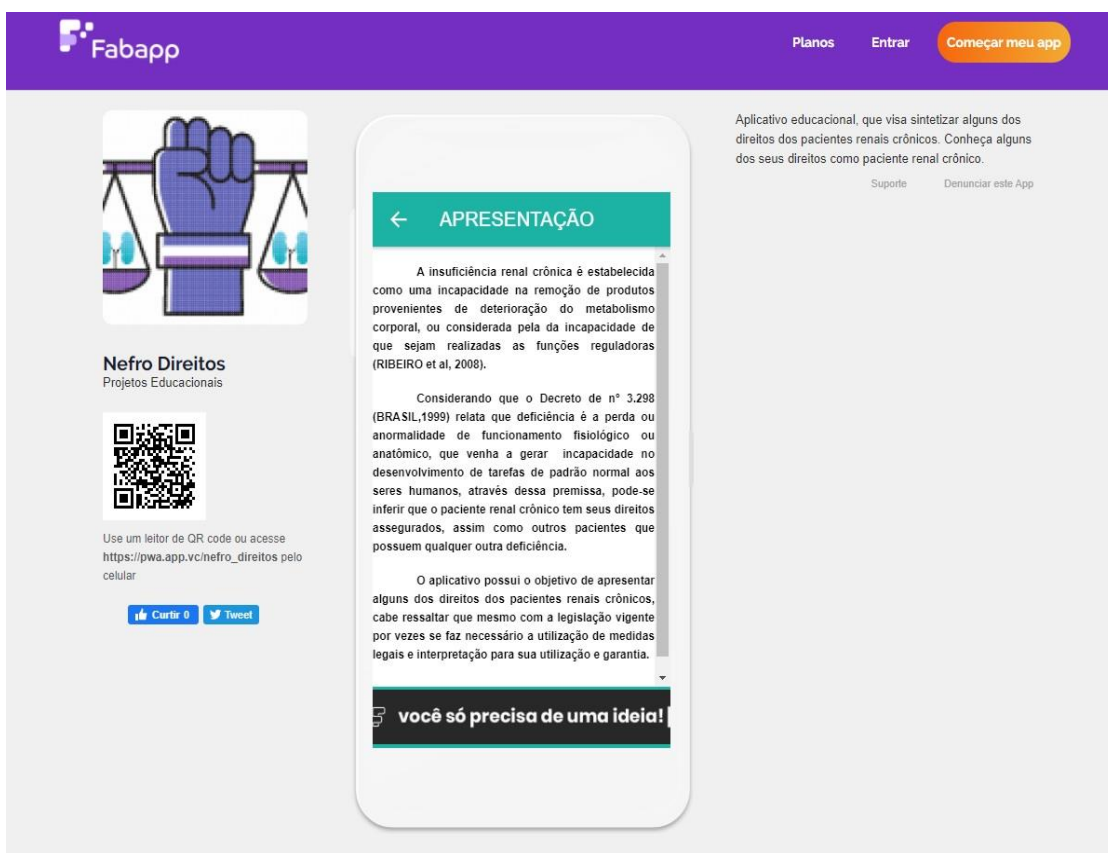 Fabapp
Planos
Entrar
Começar meu app
Nefro Direitos
Projetos Educacionais
Use um leitor de QR code ou acesse
https://pwa.app.vc/nefro_direitos pelo
celular
Curtir 0
Tweet
← APRESENTAÇÃO
A insuficiência renal crônica é estabelecida
como uma incapacidade na remoção de produtos
provenientes de deterioração do metabolismo
corporal, ou considerada pela da incapacidade de
que sejam realizadas as funções reguladoras
(RIBEIRO et al, 2008).
Considerando que o Decreto de n° 3.298
(BRASIL,1999) relata que deficiência é a perda ou
anormalidade de funcionamento fisiológico ou
anatômico, que venha a gerar incapacidade no
desenvolvimento de tarefas de padrão normal aos
seres humanos, através dessa premissa, pode-se
inferir que o paciente renal crônico tem seus direitos
assegurados, assim como outros pacientes que
possuem qualquer outra deficiência.
O aplicativo possui o objetivo de apresentar
alguns dos direitos dos pacientes renais crônicos,
cabe ressaltar que mesmo com a legislação vigente
por vezes se faz necessário a utilização de medidas
legais e interpretação para sua utilização e garantia.
você só precisa de uma ideia!
Aplicativo educacional, que visa sintetizar alguns dos
direitos dos pacientes renais crônicos. Conheça alguns
dos seus direitos como paciente renal crônico.
Suporte
Denunciar este App